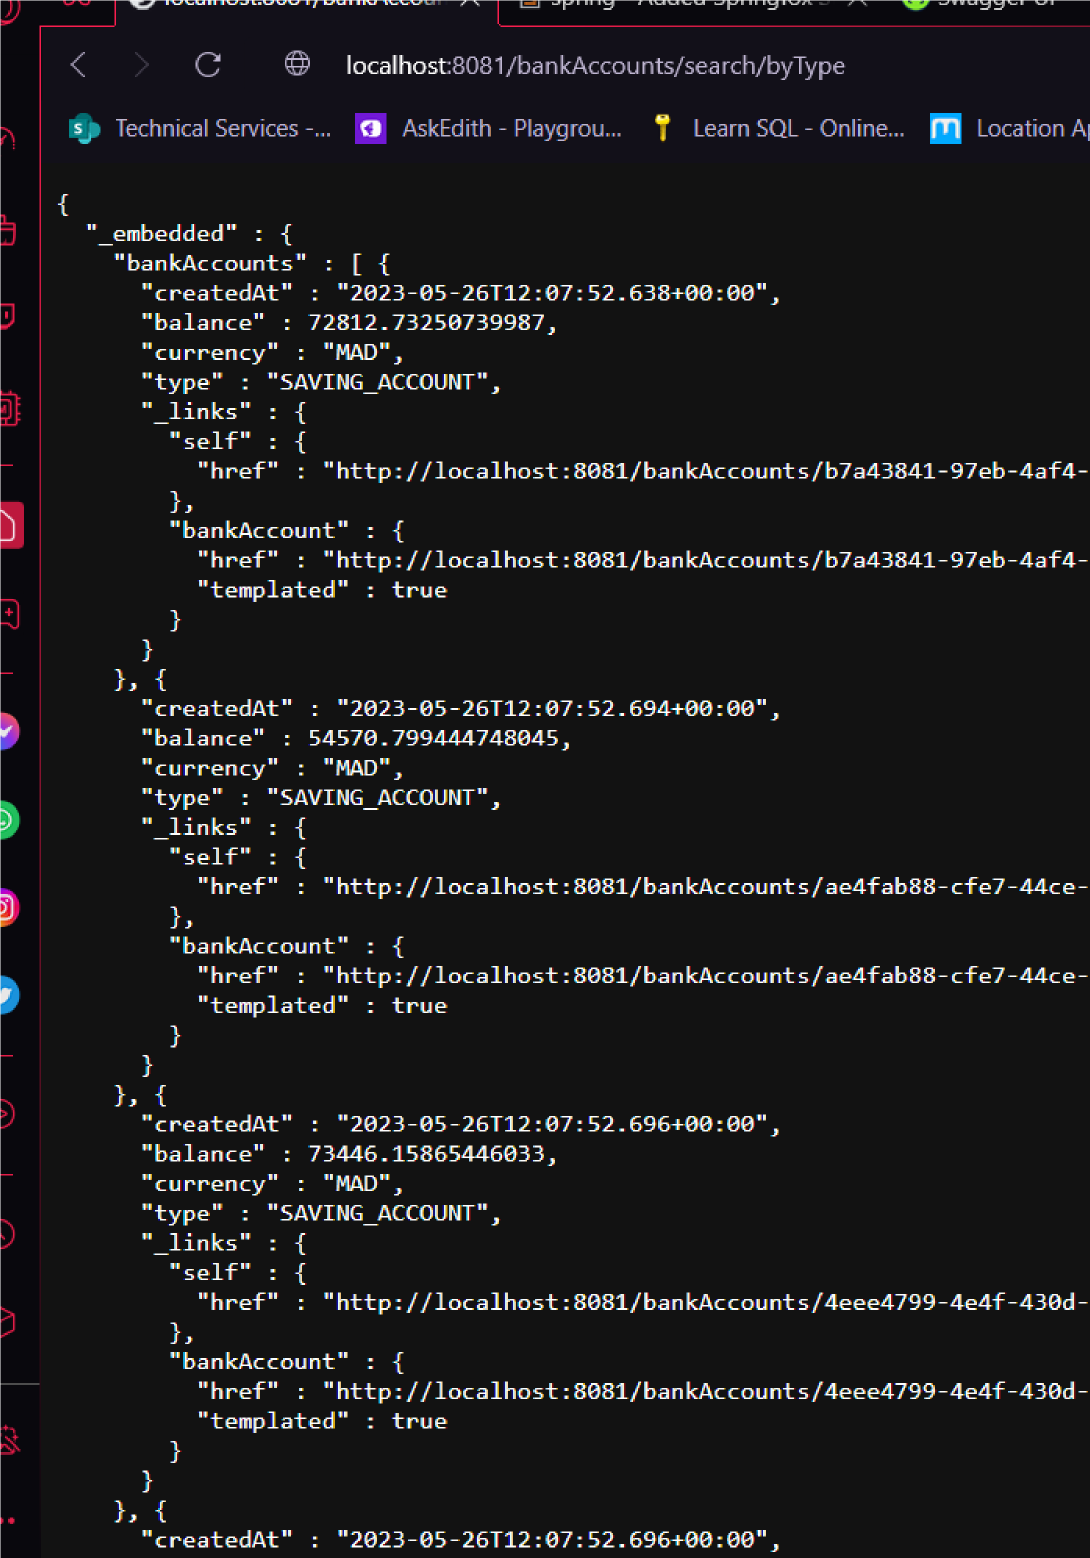 localhost:8081/bankAccounts/search/byType
Technical Services -... AskEdith - Playgrou... Learn SQL - Online... Location
{
"_embedded" : {
"bankAccounts" : [ {
"createdAt" : "2023-05-26T12:07:52.638+00:00",
"balance" : 72812.73250739987,
"currency" : "MAD",
"type" : "SAVING_ACCOUNT",
"_links" : {
"self" : {
"href" : "http://localhost:8081/bankAccounts/b7a43841-97eb-4af4-
},
"bankAccount" : {
"href" : "http://localhost:8081/bankAccounts/b7a43841-97eb-4af4-
"templated" : true
}
}
}, {
"createdAt" : "2023-05-26T12:07:52.694+00:00",
"balance" : 54570.799444748045,
"currency" : "MAD",
"type" : "SAVING_ACCOUNT",
"_links" : {
"self" : {
"href" : "http://localhost:8081/bankAccounts/ae4fab88-cfe7-44ce-
},
"bankAccount" : {
"href" : "http://localhost:8081/bankAccounts/ae4fab88-cfe7-44ce-
"templated" : true
}
}
}, {
"createdAt" : "2023-05-26T12:07:52.696+00:00",
"balance" : 73446.15865446033,
"currency" : "MAD",
"type" : "SAVING_ACCOUNT",
"_links" : {
"self" : {
"href" : "http://localhost:8081/bankAccounts/4eee4799-4e4f-430d-
},
"bankAccount" : {
"href" : "http://localhost:8081/bankAccounts/4eee4799-4e4f-430d-
"templated" : true
}
}
}, {
"createdAt" : "2023-05-26T12:07:52.696+00:00",